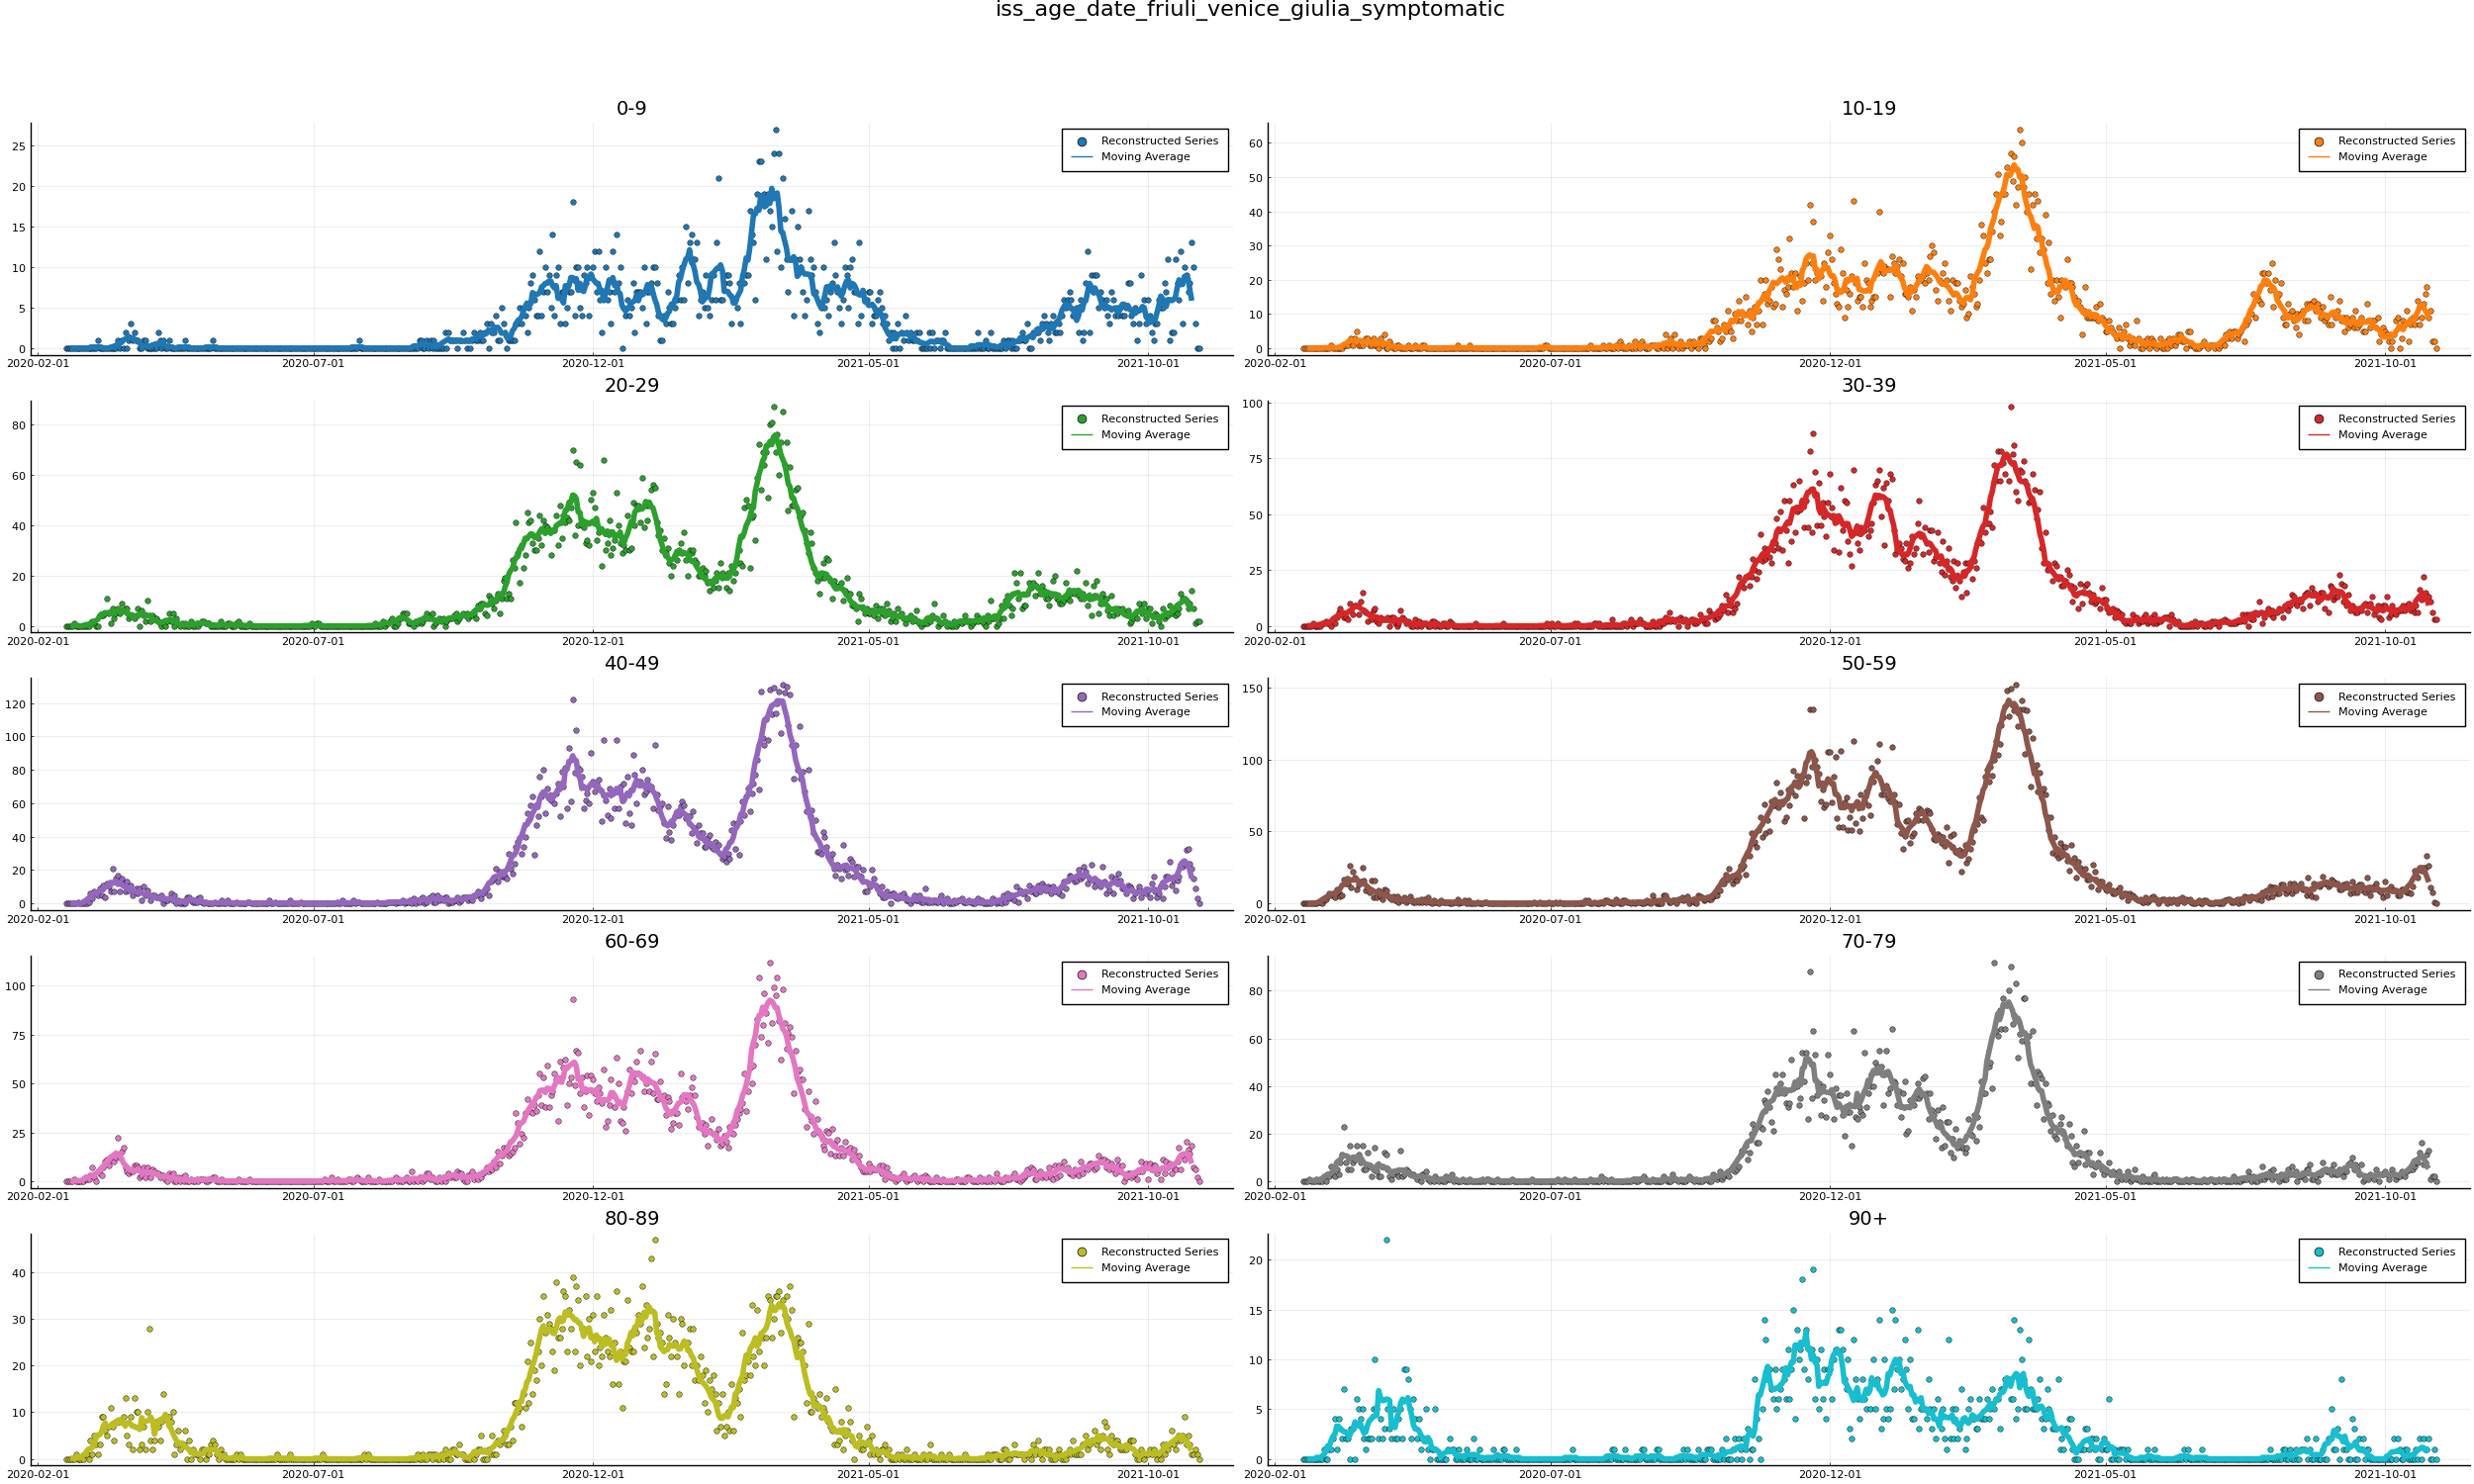 iss_age_date_friuli_venice_giulia_symptomatic
0-9
25
20
15
10
5
0
2020-02-01 2020-07-01 2020-12-01 2021-05-01 2021-10-01
Reconstructed Series
Moving Average
10-19
60
50
40
30
20
10
0
2020-02-01 2020-07-01 2020-12-01 2021-05-01 2021-10-01
Reconstructed Series
Moving Average
20-29
80
60
40
20
0
2020-02-01 2020-07-01 2020-12-01 2021-05-01 2021-10-01
Reconstructed Series
Moving Average
30-39
100
75
50
25
0
2020-02-01 2020-07-01 2020-12-01 2021-05-01 2021-10-01
Reconstructed Series
Moving Average
40-49
120
100
80
60
40
20
0
2020-02-01 2020-07-01 2020-12-01 2021-05-01 2021-10-01
Reconstructed Series
Moving Average
50-59
150
100
50
0
2020-02-01 2020-07-01 2020-12-01 2021-05-01 2021-10-01
Reconstructed Series
Moving Average
60-69
100
75
50
25
0
2020-02-01 2020-07-01 2020-12-01 2021-05-01 2021-10-01
Reconstructed Series
Moving Average
70-79
80
60
40
20
0
2020-02-01 2020-07-01 2020-12-01 2021-05-01 2021-10-01
Reconstructed Series
Moving Average
80-89
40
30
20
10
0
2020-02-01 2020-07-01 2020-12-01 2021-05-01 2021-10-01
Reconstructed Series
Moving Average
90+
20
15
10
5
0
2020-02-01 2020-07-01 2020-12-01 2021-05-01 2021-10-01
Reconstructed Series
Moving Average